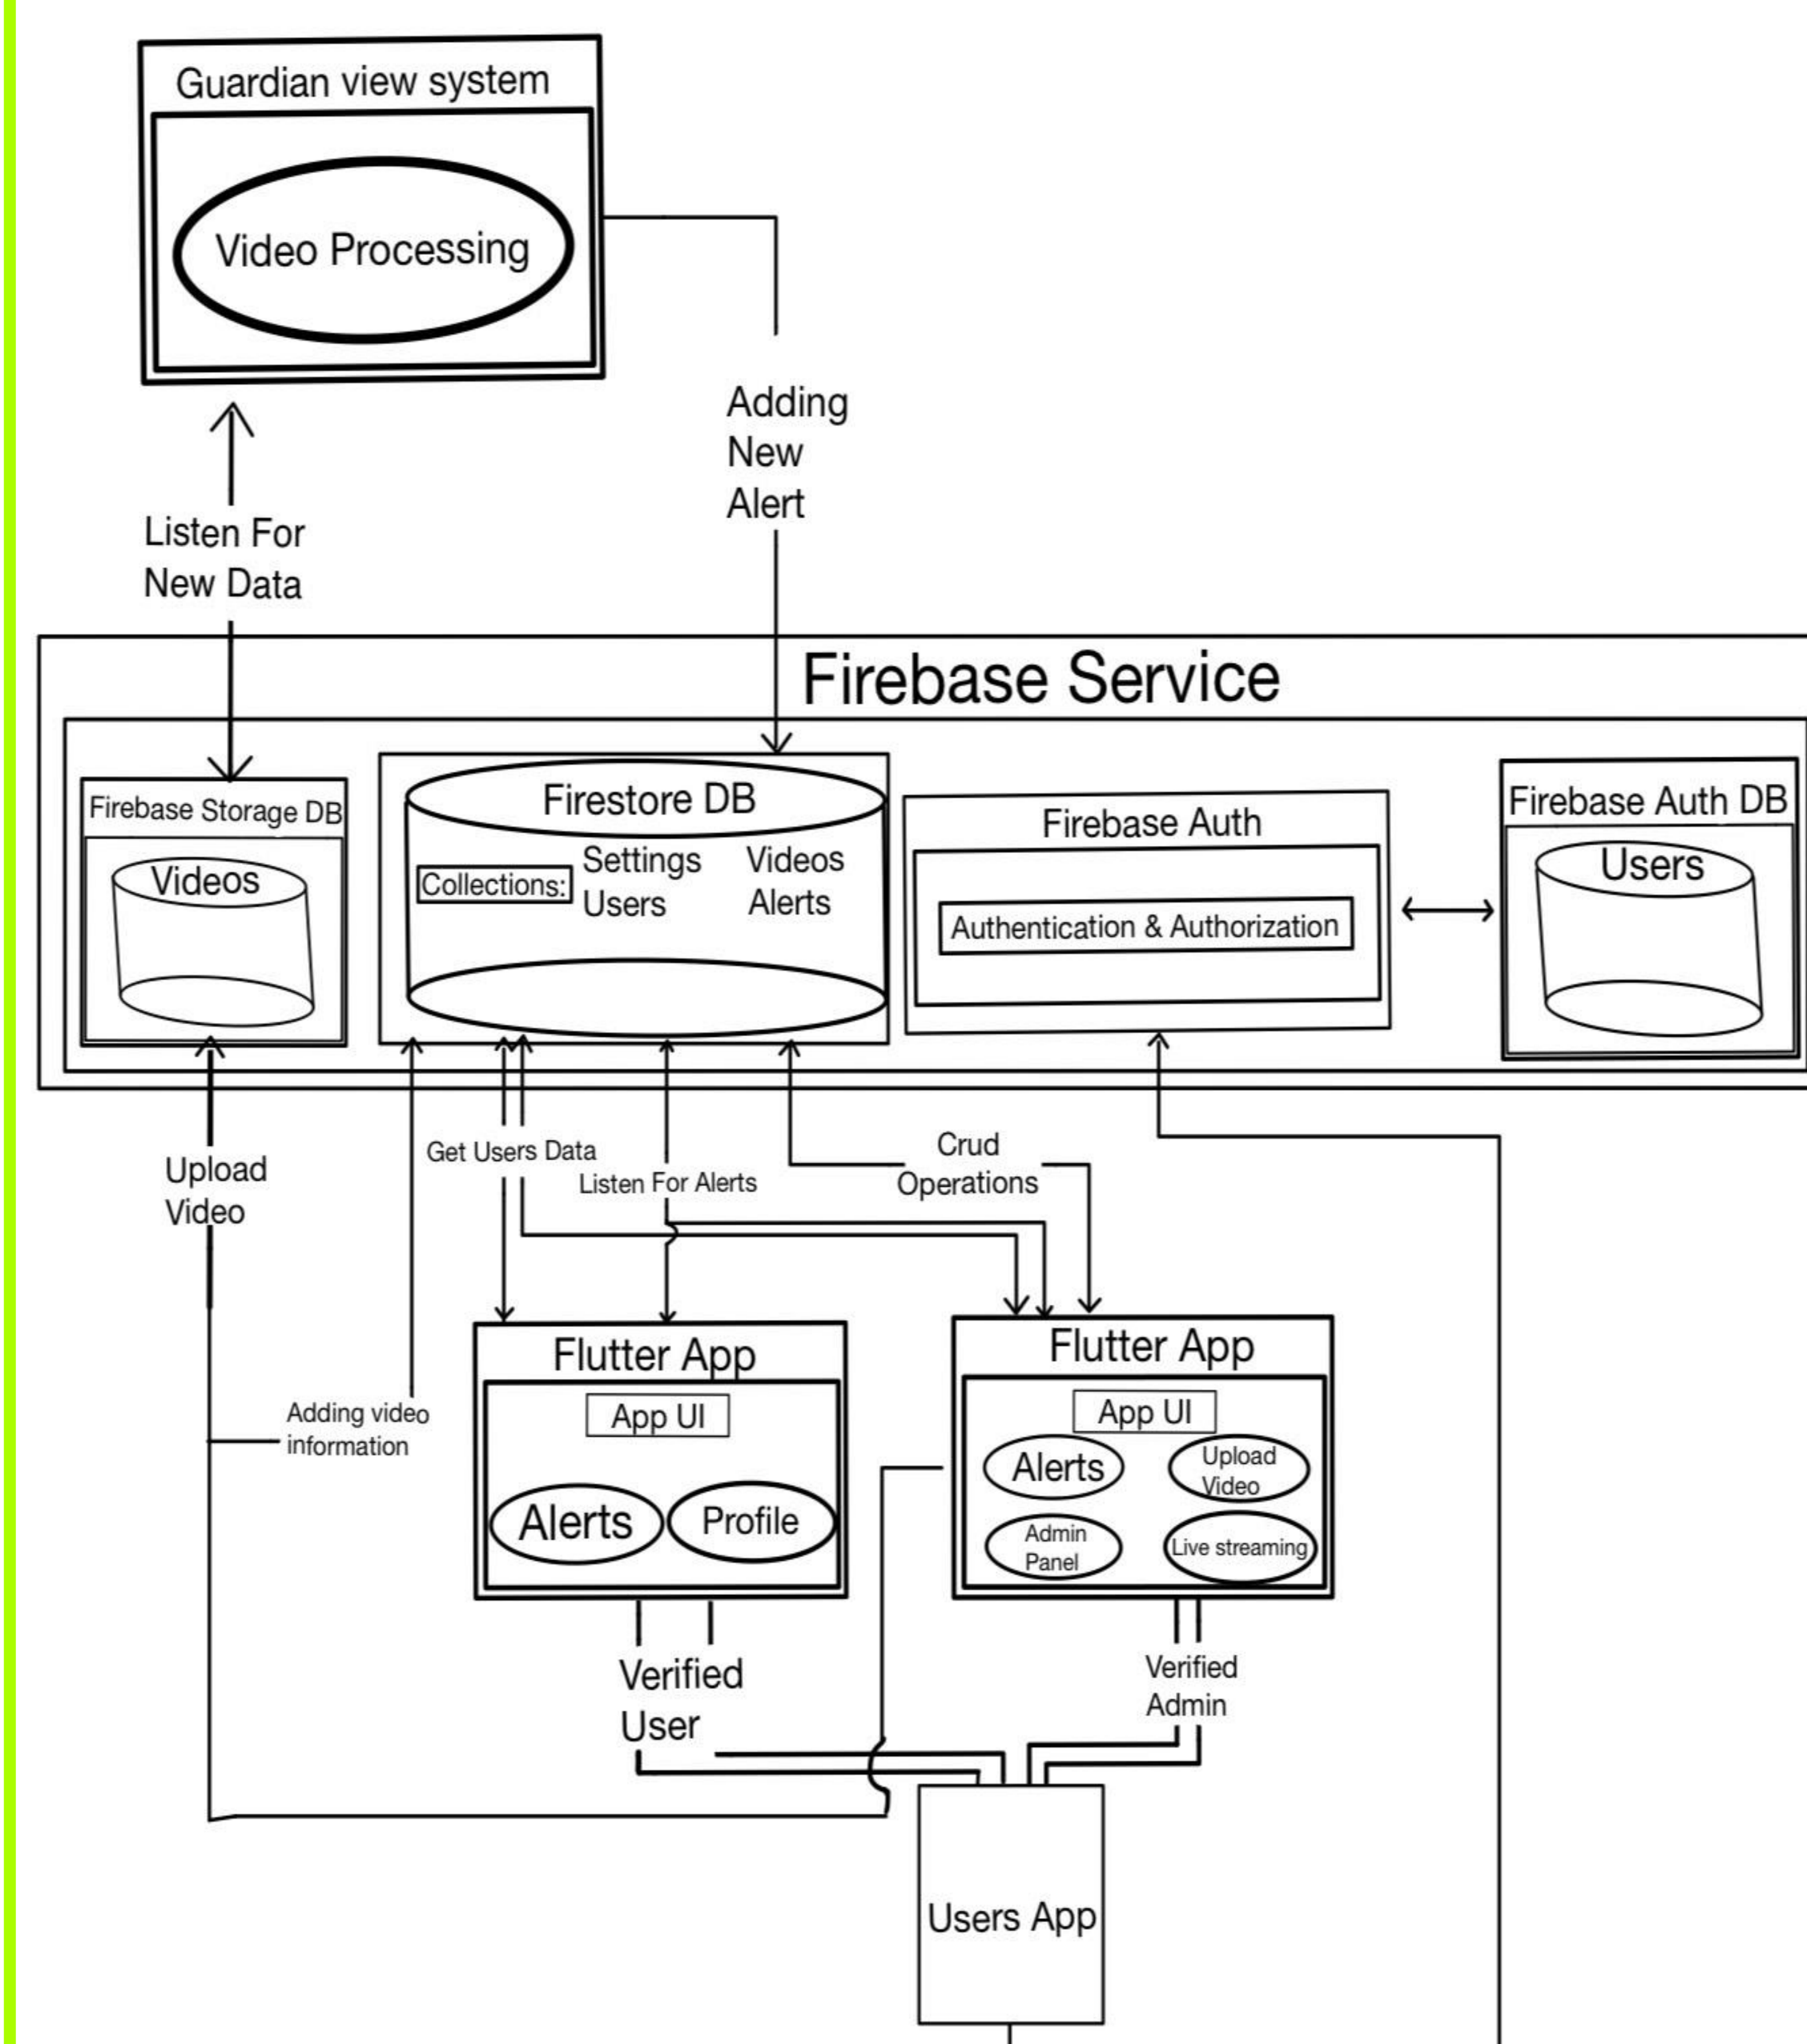 Guardian view system
Video Processing
Adding
New
Alert
Listen For
New Data
Firebase Service
Firebase Storage DB
Videos
Firestore DB
Collections:
Settings
Videos
Users
Alerts
Firebase Auth
Authentication & Authorization
Firebase Auth DB
Users
Upload
Video
Get Users Data
Listen For Alerts
Crud
Operations
Adding video
information
Flutter App
App UI
Alerts
Profile
Flutter App
App UI
Alerts
Upload
Video
Admin
Panel
Live streaming
Verified
User
Verified
Admin
Users App